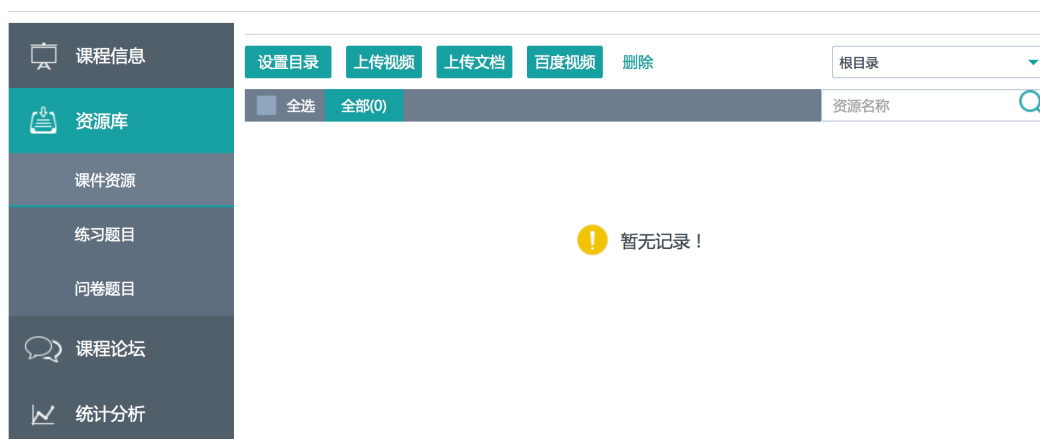 课程信息
资源库
课件资源
练习题目
问卷题目
课程论坛
统计分析
设置目录 上传视频 上传文档 百度视频 删除 根目录
全选 全部(0) 资源名称
暂无记录！